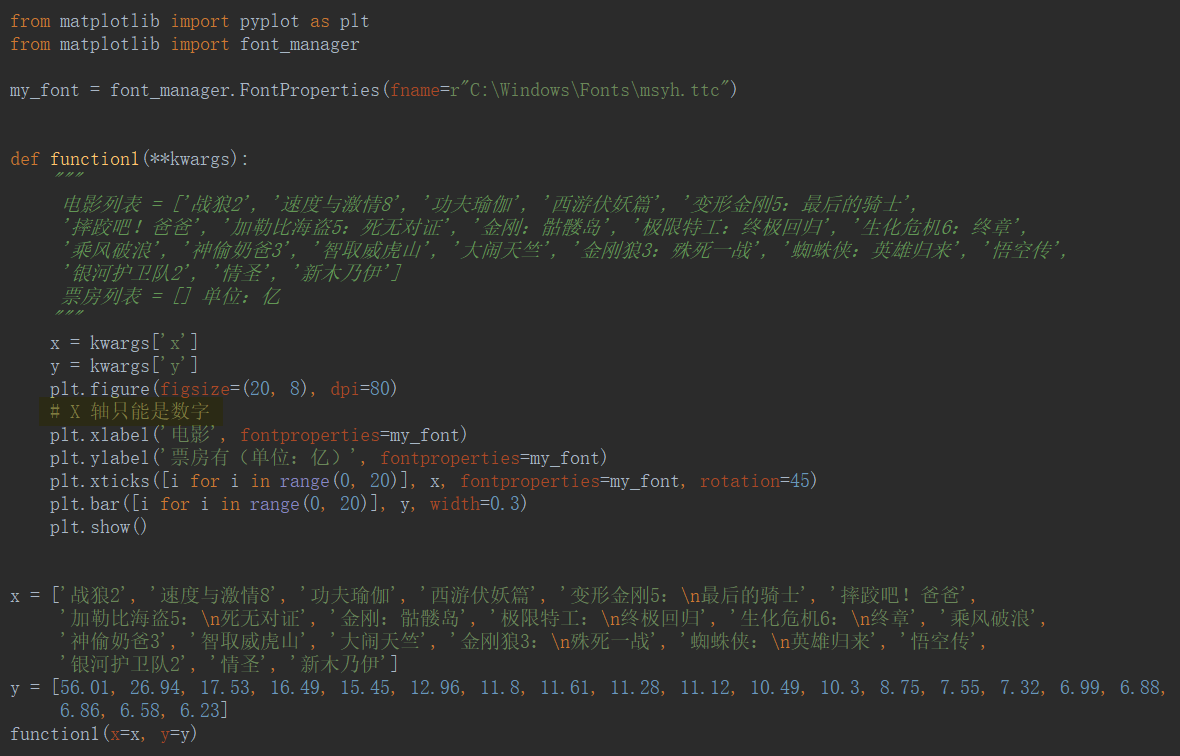 from matplotlib import pyplot as plt
from matplotlib import font_manager
my_font = font_manager.FontProperties(fname=r"C:\Windows\Fonts\msyh.ttc")
def function1(**kwargs):
"""
电影列表 = ['战狼2', '速度与激情8', '功夫瑜伽', '西游伏妖篇', '变形金刚5：最后的骑士',
'摔跤吧！爸爸', '加勒比海盗5：死无对证', '金刚：骷髅岛', '极限特工：终极回归', '生化危机6：终章',
'乘风破浪', '神偷奶爸3', '智取威虎山', '大闹天竺', '金刚狼3：殊死一战', '蜘蛛侠：英雄归来', '悟空传',
'银河护卫队2', '情圣', '新木乃伊']
票房列表 = [] 单位：亿
"""
x = kwargs['x']
y = kwargs['y']
plt.figure(figsize=(20, 8), dpi=80)
# X 轴只能是数字
plt.xlabel('电影', fontproperties=my_font)
plt.ylabel('票房有（单位：亿）', fontproperties=my_font)
plt.xticks([i for i in range(0, 20)], x, fontproperties=my_font, rotation=45)
plt.bar([i for i in range(0, 20)], y, width=0.3)
plt.show()
x = ['战狼2', '速度与激情8', '功夫瑜伽', '西游伏妖篇', '变形金刚5：\n最后的骑士', '摔跤吧！爸爸',
'加勒比海盗5：\n死无对证', '金刚：骷髅岛', '极限特工：\n终极回归', '生化危机6：\n终章', '乘风破浪',
'神偷奶爸3', '智取威虎山', '大闹天竺', '金刚狼3：\n殊死一战', '蜘蛛侠：\n英雄归来', '悟空传',
'银河护卫队2', '情圣', '新木乃伊']
y = [56.01, 26.94, 17.53, 16.49, 15.45, 12.96, 11.8, 11.61, 11.28, 11.12, 10.49, 10.3, 8.75, 7.55, 7.32, 6.99, 6.88,
6.86, 6.58, 6.23]
function1(x=x, y=y)